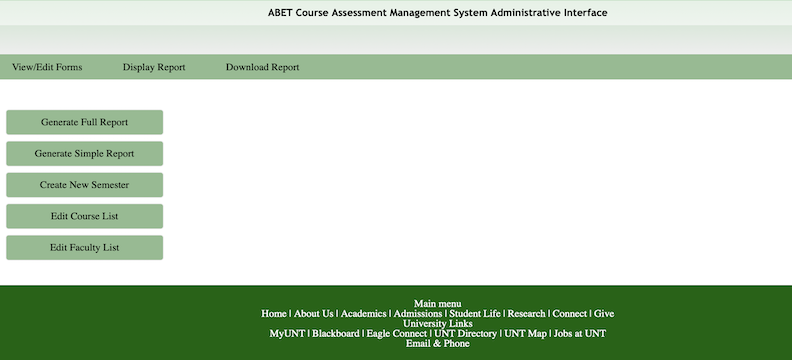 ABET Course Assessment Management System Administrative Interface
View/Edit Forms Display Report Download Report
Generate Full Report
Generate Simple Report
Create New Semester
Edit Course List
Edit Faculty List
Main menu
Home | About Us | Academics | Admissions | Student Life | Research | Connect | Give
University Links
MyUNT | Blackboard | Eagle Connect | UNT Directory | UNT Map | Jobs at UNT
Email & Phone